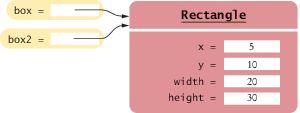 box =
box2 =
Rectangle
x = 5
y = 10
width = 20
height = 30